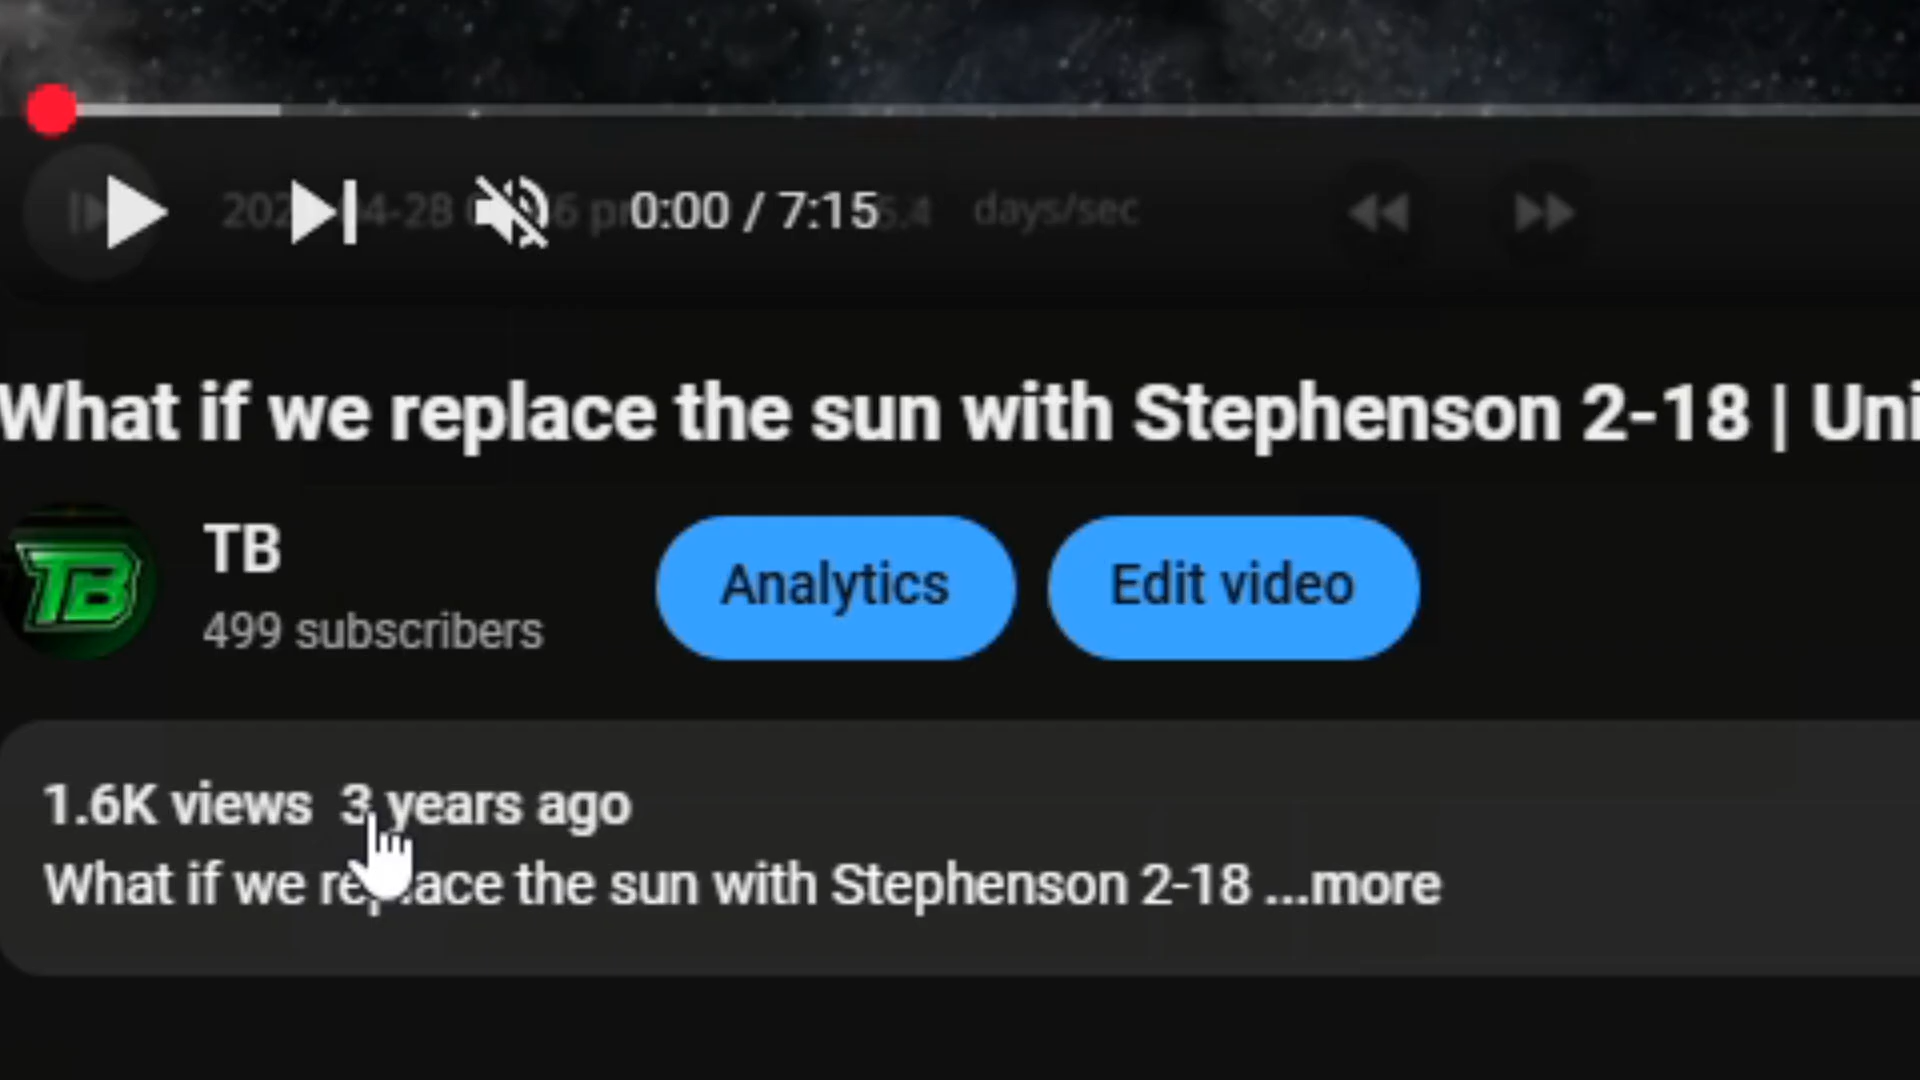 0:00 / 7:15
days/sec
What if we replace the sun with Stephenson 2-18 | Uni
TB
TB
499 subscribers
Analytics
Edit video
1.6K views 3 years ago
What if we replace the sun with Stephenson 2-18 ...more